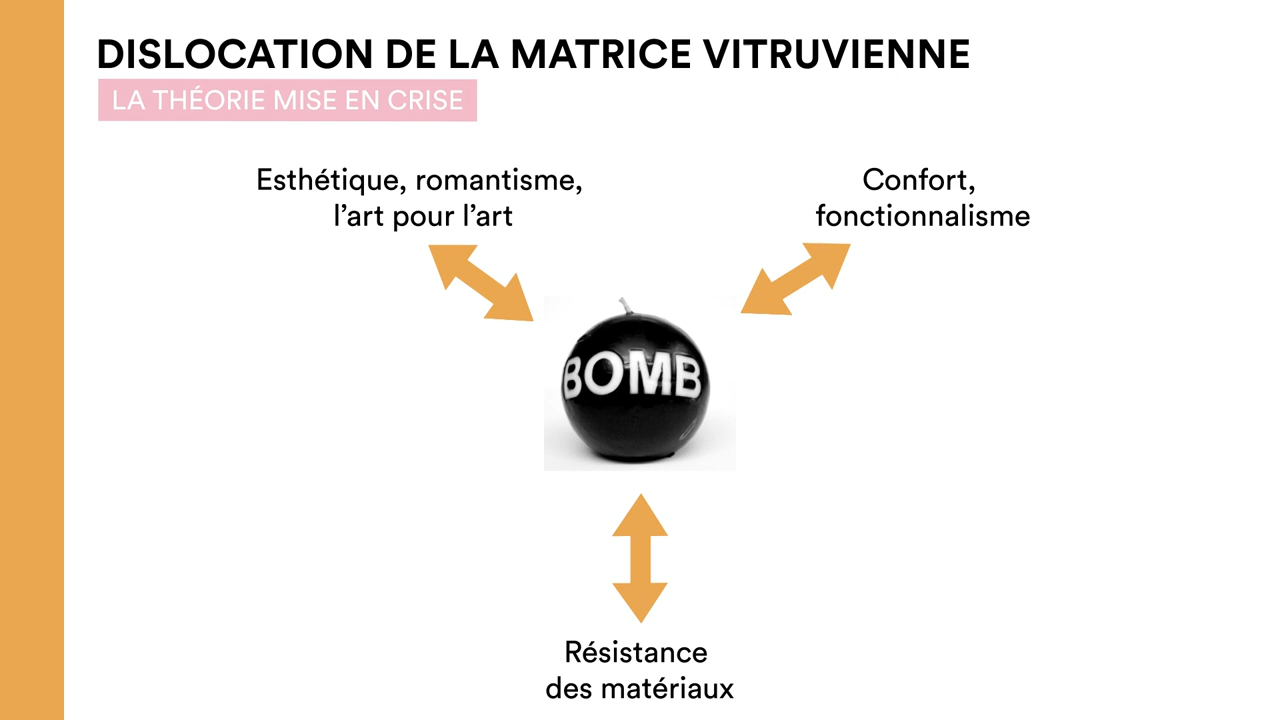 DISLOCATION DE LA MATRICE VITRUVIENNE
LA THÉORIE MISE EN CRISE
Esthétique, romantisme,
l’art pour l’art
Confort,
fonctionnalisme
BOMB
Résistance
des matériaux